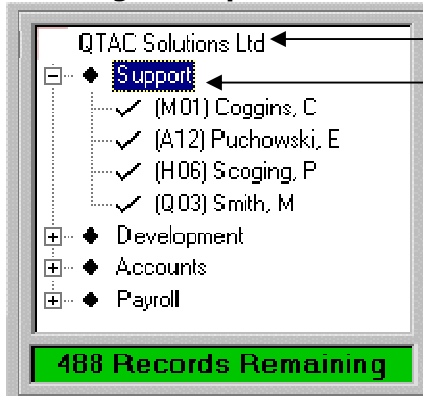 QTAC Solutions Ltd
Support
(M01) Coggins, C
(A12) Puchowski, E
(H06) Scoging, P
(Q03) Smith, M
Development
Accounts
Payroll
488 Records Remaining